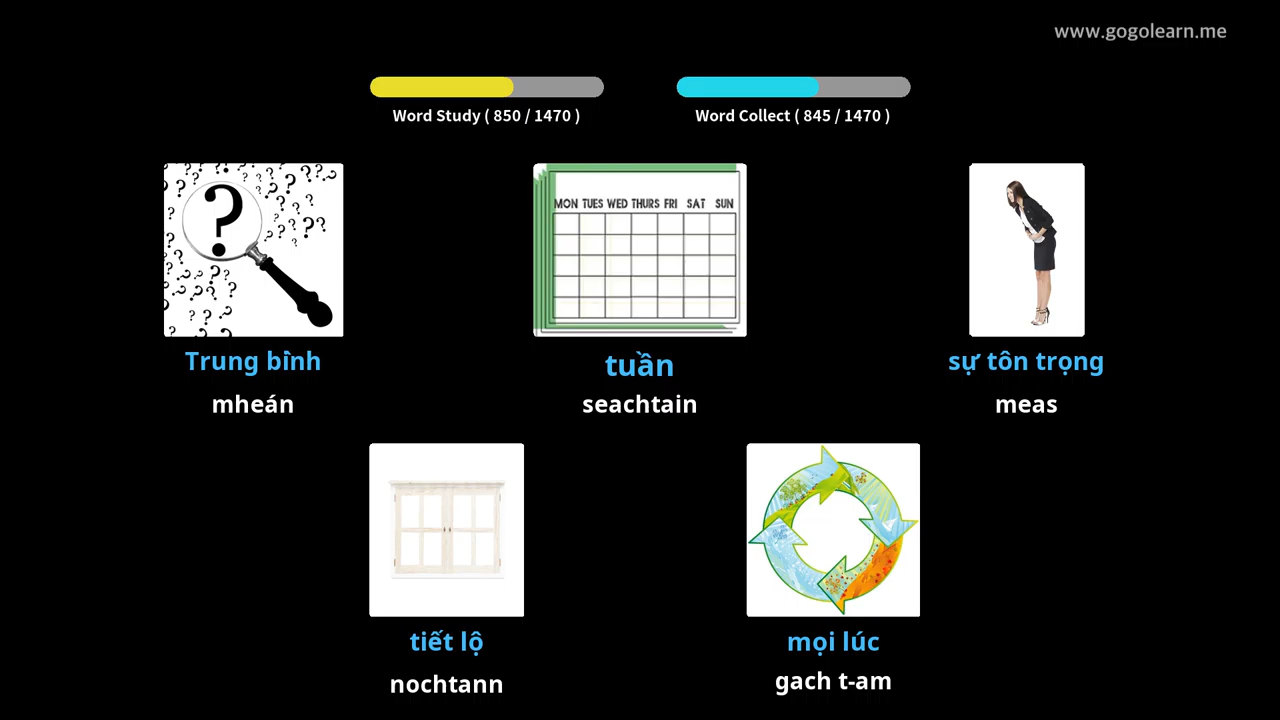 www.gogolearn.me
Word Study ( 850 / 1470 )
Word Collect ( 845 / 1470 )
MON TUES WED THURS FRI SAT SUN
Trung bình
tuần
sự tôn trọng
mheán
seachtain
meas
tiết lộ
mọi lúc
nochtann
gach t-am